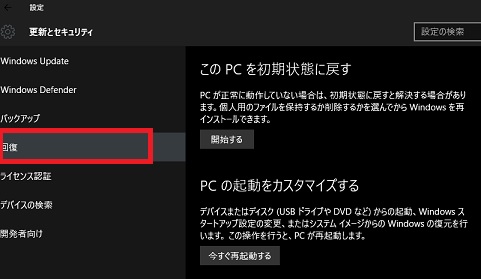 設定
更新とセキュリティ
設定の検索
Windows Update
Windows Defender
バックアップ
回復
ライセンス認証
デバイスの検索
開発者向け
この PC を初期状態に戻す
PC が正常に動作していない場合は、初期状態に戻すと解決する場合があり
ます。個人用のファイルを保持するか削除するかを選んでから Windows を再
インストールできます。
開始する
PC の起動をカスタマイズする
デバイスまたはディスク (USB ドライブや DVD など) からの起動、Windows ス
タートアップ設定の変更、またはシステム イメージからの Windows の復元を行い
ます。この操作を行うと、PC が再起動します。
今すぐ再起動する